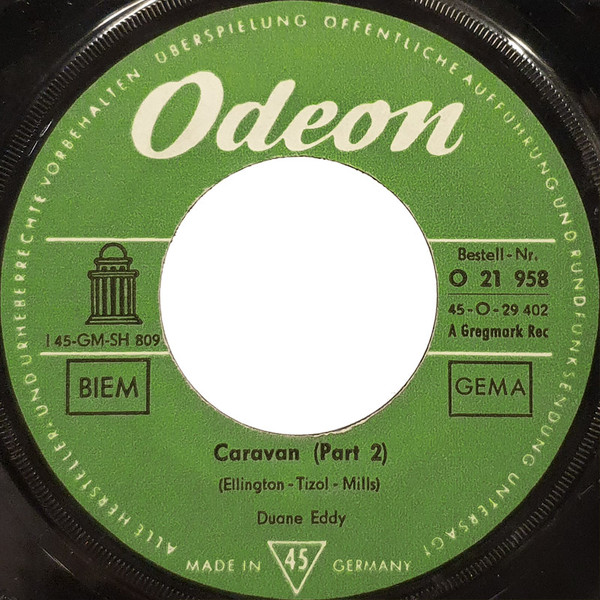 ALLE HERSTELLER- UND URHEBERRECHTE VORBEHALTEN ÜBERSPIELUNG ÖFFENTLICHE AUFFÜHRUNG UND RUNDFUNKSENDUNG UNTERSAGT
Odeon
Bestell-Nr.
O 21 958
45-O-29 402
I 45-GM-SH 809
A Gregmark Rec
BIEM
GEMA
Caravan (Part 2)
(Ellington - Tizol - Mills)
Duane Eddy
MADE IN 45 GERMANY